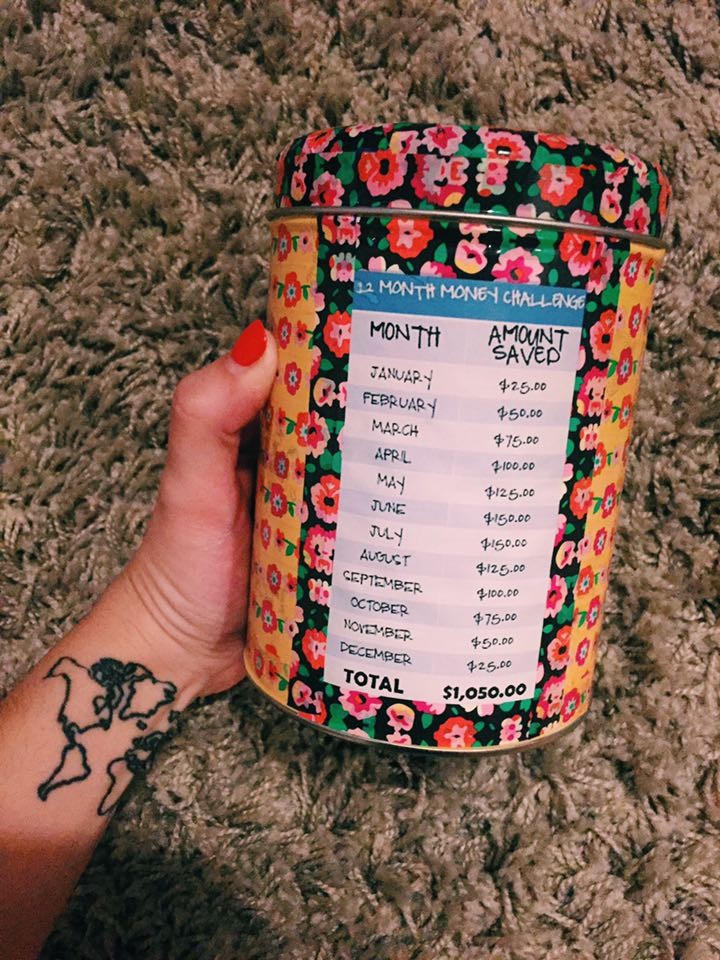 12 MONTH MONEY CHALLENGE
MONTH AMOUNT SAVED
JANUARY $25.00
FEBRUARY $50.00
MARCH $75.00
APRIL $100.00
MAY $125.00
JUNE $150.00
JULY $150.00
AUGUST $125.00
SEPTEMBER $100.00
OCTOBER $75.00
NOVEMBER $50.00
DECEMBER $25.00
TOTAL $1,050.00